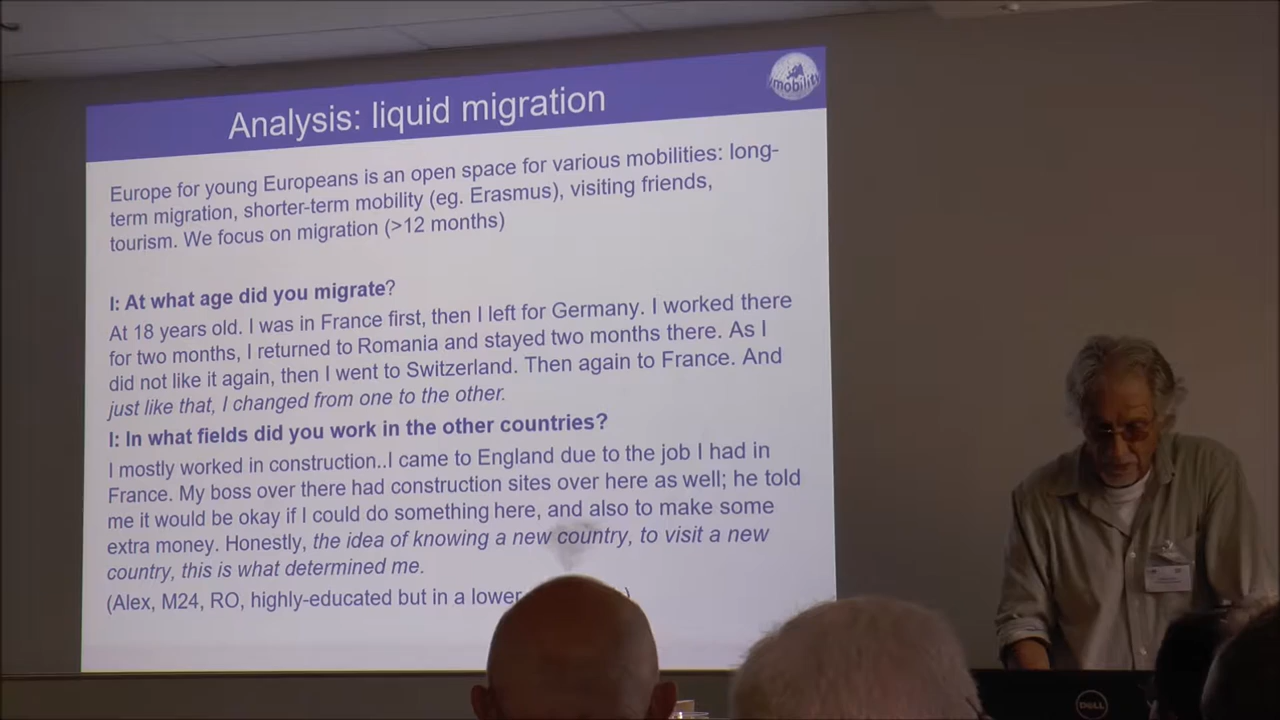 Analysis: liquid migration
mobility
Europe for young Europeans is an open space for various mobilities: long-
term migration, shorter-term mobility (eg. Erasmus), visiting friends,
tourism. We focus on migration (>12 months)
I: At what age did you migrate?
At 18 years old. I was in France first, then I left for Germany. I worked there
for two months, I returned to Romania and stayed two months there. As I
did not like it again, then I went to Switzerland. Then again to France. And
just like that, I changed from one to the other.
I: In what fields did you work in the other countries?
I mostly worked in construction..I came to England due to the job I had in
France. My boss over there had construction sites over here as well; he told
me it would be okay if I could do something here, and also to make some
extra money. Honestly, the idea of knowing a new country, to visit a new
country, this is what determined me.
(Alex, M24, RO, highly-educated but in a lower
DELL